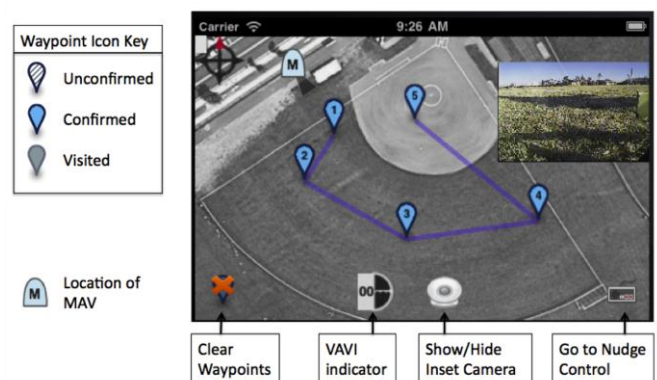 Waypoint Icon Key
Unconfirmed
Confirmed
Visited
M
Location of
MAV
Carrier
9:26 AM
M
1
2
3
4
5
00
Clear
Waypoints
VAVI
indicator
Show/Hide
Inset Camera
Go to Nudge
Control